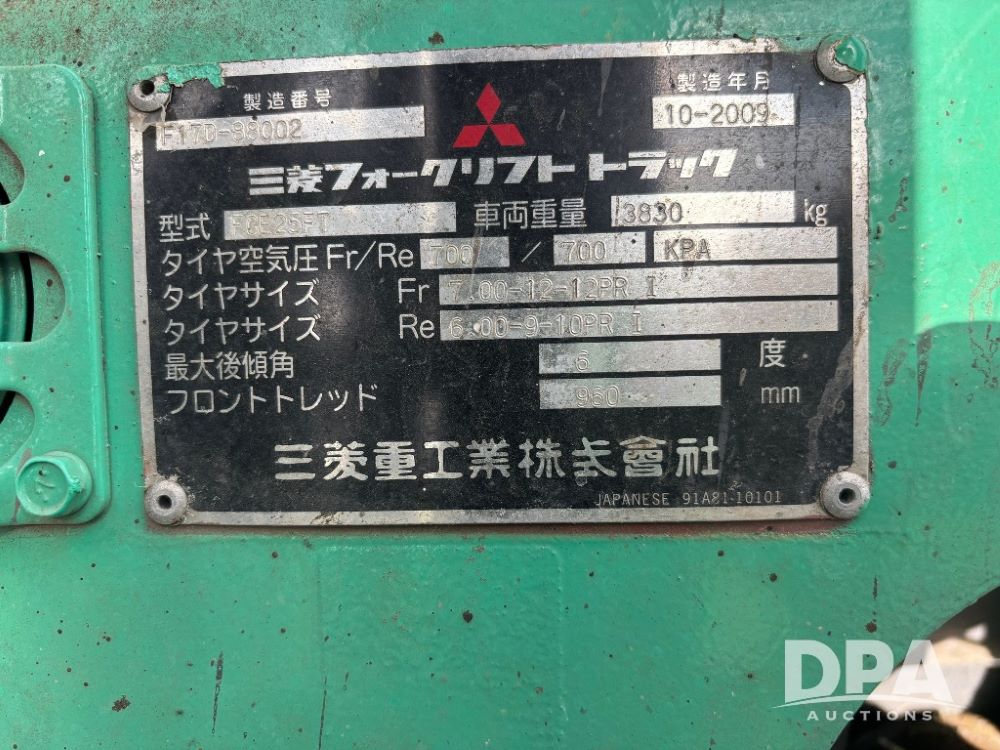 製造番号
製造年月
10-2009
三菱フォークリフトトラック
型式
車両重量 3830 kg
タイヤ空気圧 Fr/Re 700 / 700 KPA
タイヤサイズ Fr 7.00-12-12PR I
タイヤサイズ Re 6.00-9-10PR I
最大後傾角 6 度
フロントトレッド 960 mm
三菱重工業株式會社
JAPANESE 91A81-10101
DPA
AUCTIONS